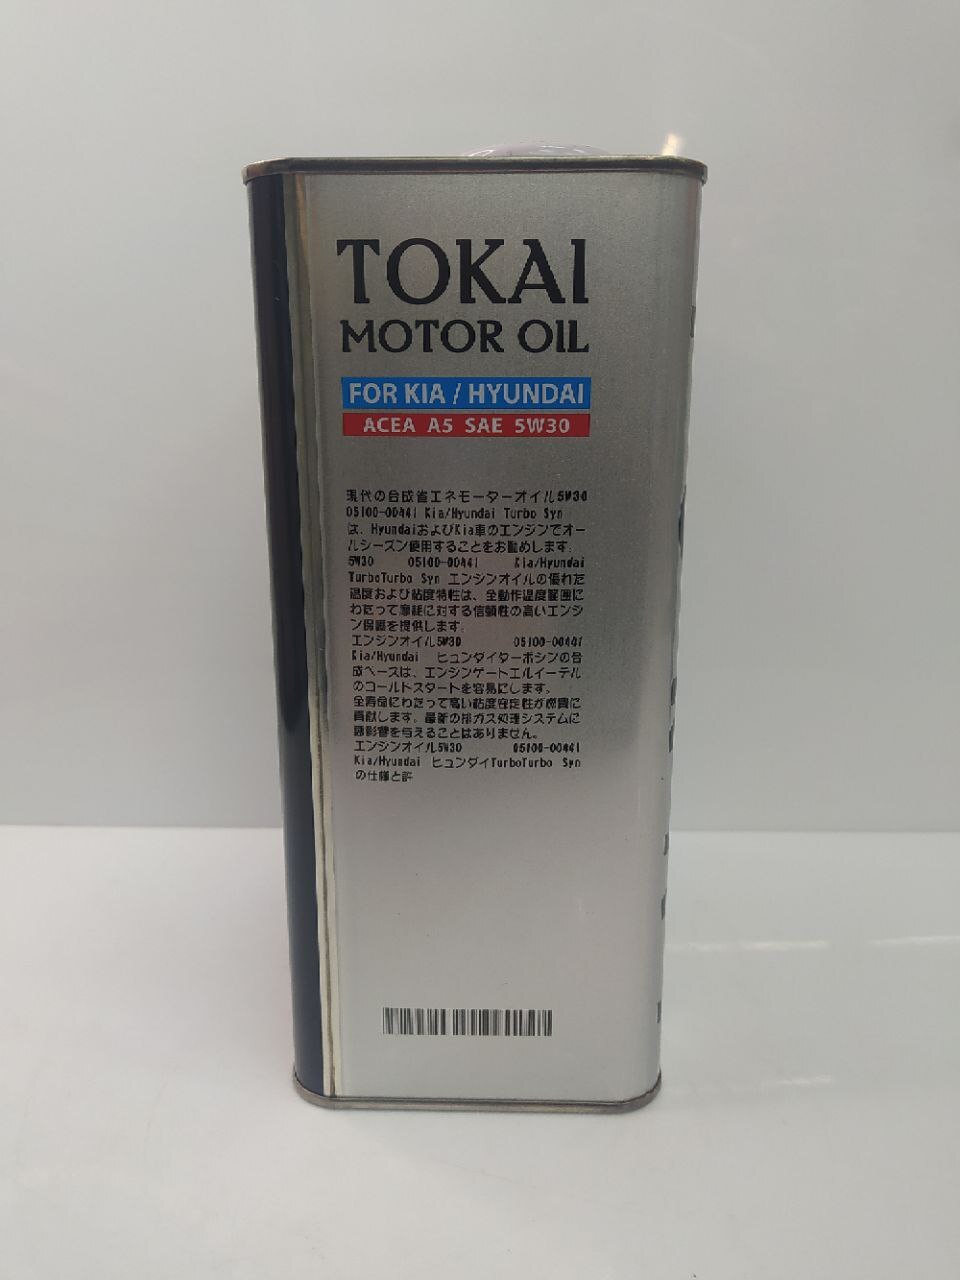 TOKAI
MOTOR OIL
FOR KIA / HYUNDAI
ACEA A5 SAE 5W30
現代の合成省エネモーターオイル5W30
05100-00441 Kia/Hyundai Turbo Syn
は、HyundaiおよびKia車のエンジンでオー
ルシーズン使用することをお勧めします。
5W30 05100-00441 Kia/Hyundai
TurboTurbo Syn エンジンオイルの優れた
温度および粘度特性は、全動作温度範囲に
わたって摩耗に対する信頼性の高いエンジ
ン保護を提供します。
エンジンオイル5W30 05100-00441
Kia/Hyundai ヒュンダイターボシンの合
成ベースは、エンジンゲートエルイーテル
のコールドスタートを容易にします。
全寿命にわたって高い粘度安定性が燃費に
貢献します。最新の排ガス処理システムに
悪影響を与えることはありません。
エンジンオイル5W30 05100-00441
Kia/Hyundai ヒュンダイTurboTurbo Syn
の仕様と許